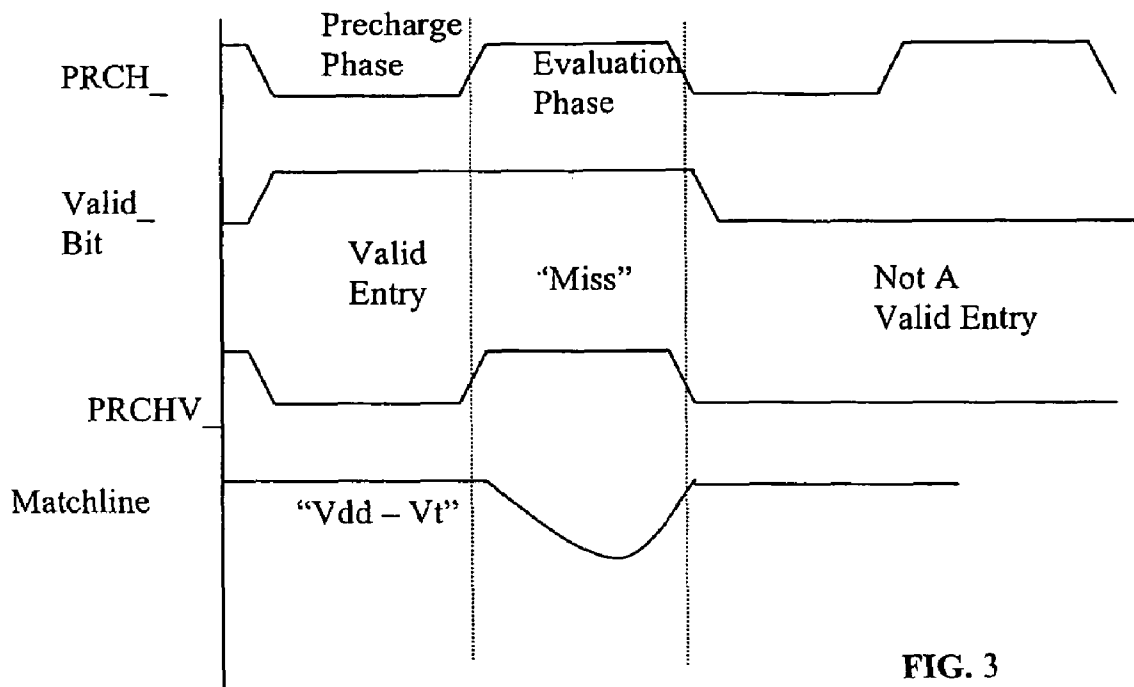 Precharge
Phase
PRCH_
Evaluation
Phase
Valid_
Bit
Valid
Entry
“Miss”
Not A
Valid Entry
PRCHV_
Matchline
“Vdd – Vt”
FIG. 3